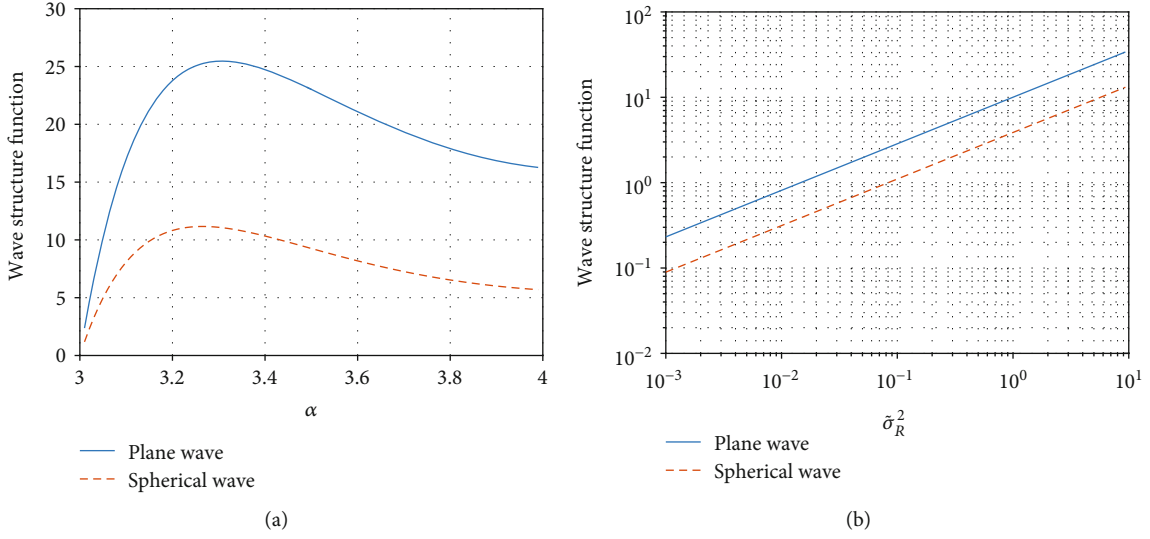 Wave structure function
30
25
20
15
10
5
0
3
3.2
3.4
3.6
3.8
4
α
Plane wave
Spherical wave
(a)
Wave structure function
10²
10¹
10⁰
10⁻¹
10⁻²
10⁻³
10⁻²
10⁻¹
10⁰
10¹
σ̃²_R
Plane wave
Spherical wave
(b)